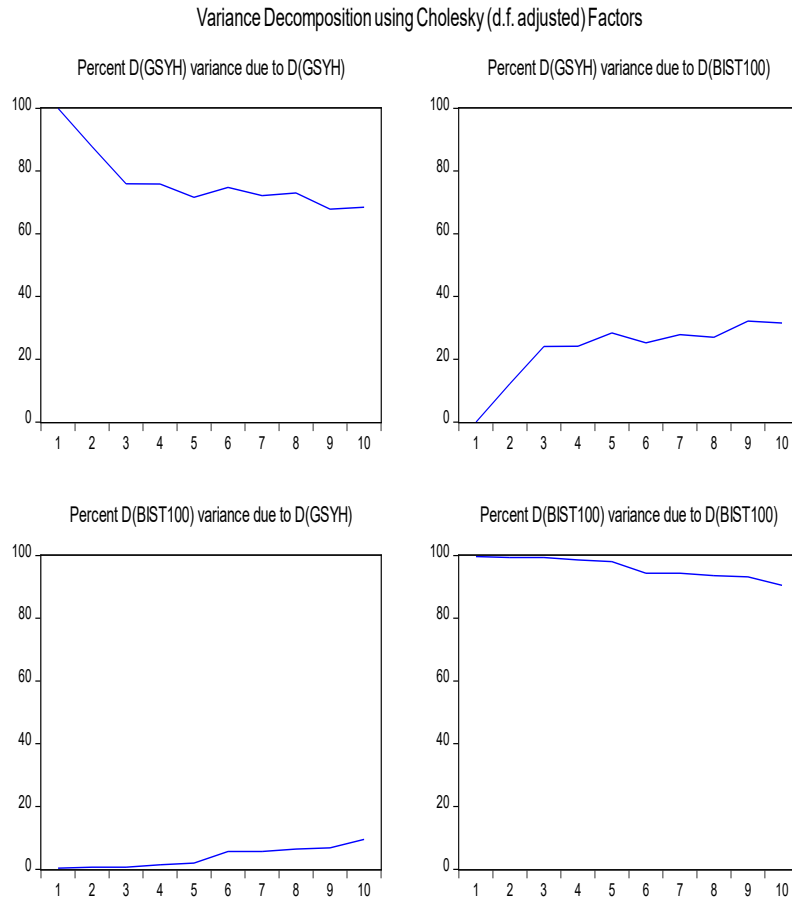 Variance Decomposition using Cholesky (d.f. adjusted) Factors
Percent D(GSYH) variance due to D(GSYH)
100
80
60
40
20
0
1 2 3 4 5 6 7 8 9 10
Percent D(GSYH) variance due to D(BIST100)
100
80
60
40
20
0
1 2 3 4 5 6 7 8 9 10
Percent D(BIST100) variance due to D(GSYH)
100
80
60
40
20
0
1 2 3 4 5 6 7 8 9 10
Percent D(BIST100) variance due to D(BIST100)
100
80
60
40
20
0
1 2 3 4 5 6 7 8 9 10